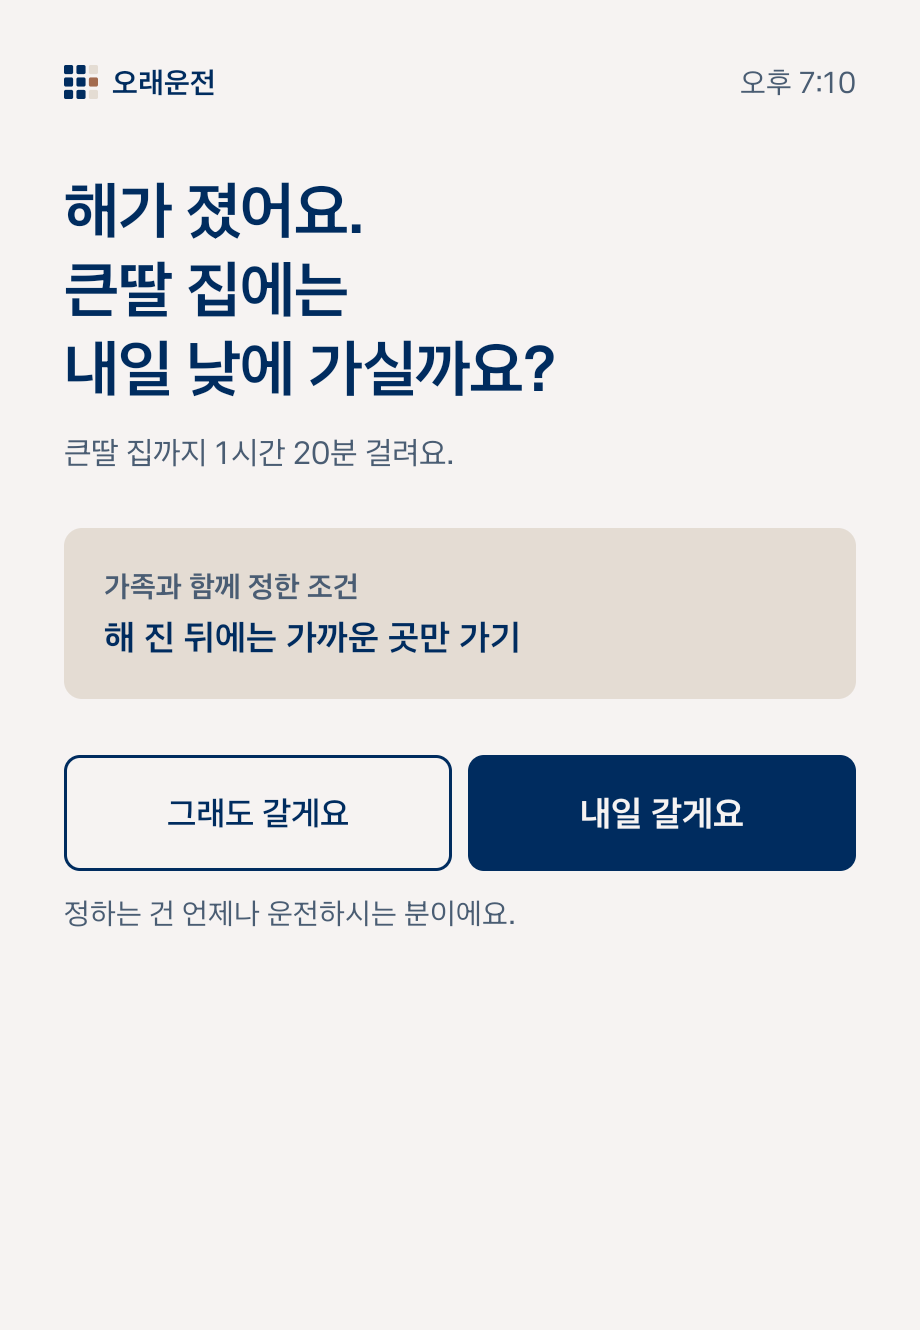 오래운전
오후 7:10
해가 졌어요.
큰딸 집에는
내일 낮에 가실까요?
큰딸 집까지 1시간 20분 걸려요.
가족과 함께 정한 조건
해 진 뒤에는 가까운 곳만 가기
그래도 갈게요
내일 갈게요
정하는 건 언제나 운전하시는 분이에요.